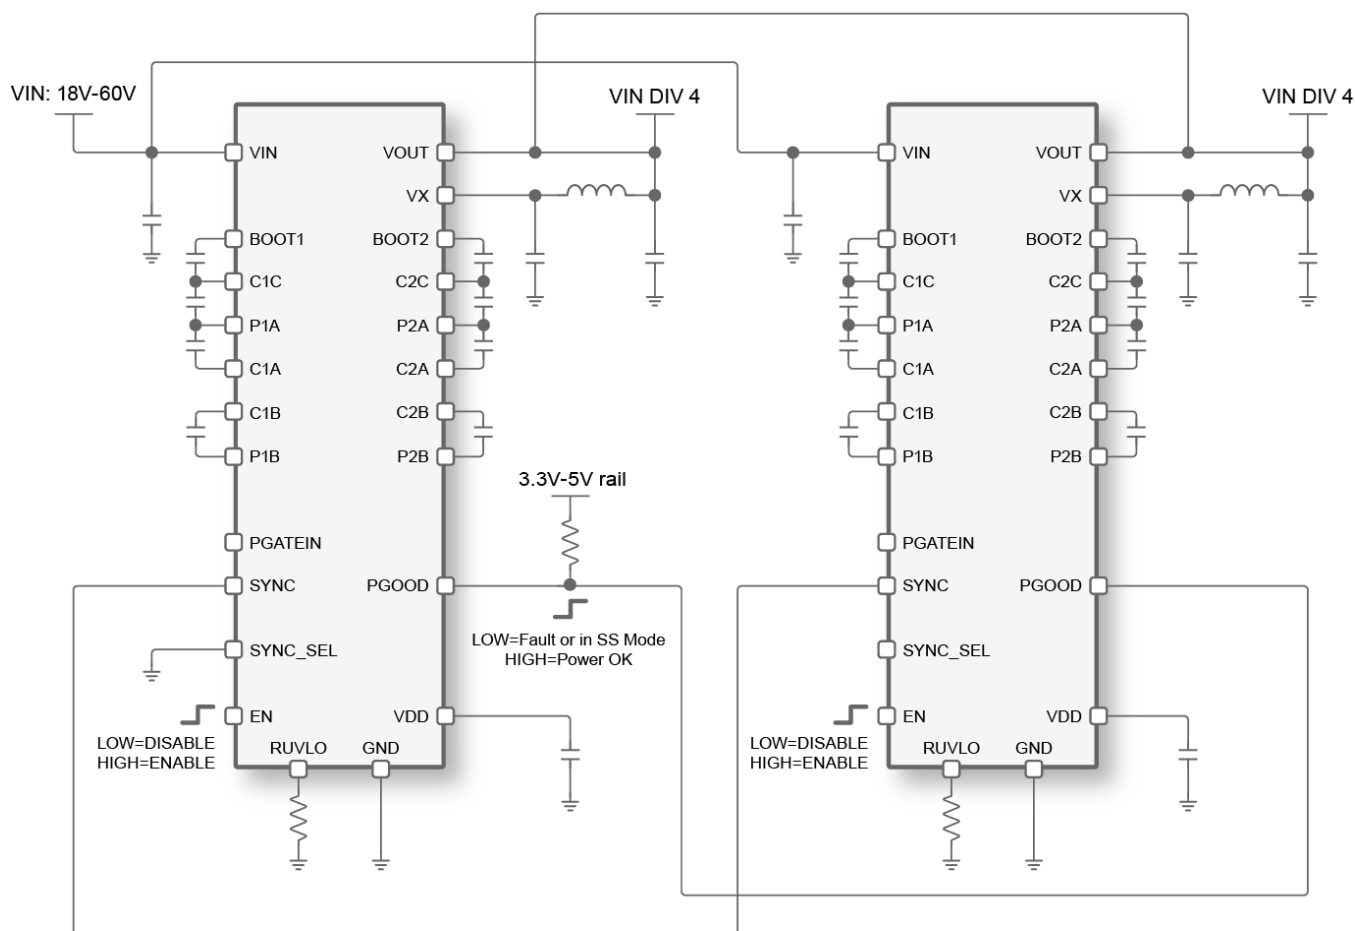 VIN: 18V-60V
VIN DIV 4
VIN DIV 4
VIN
VOUT
VX
BOOT1
BOOT2
C1C
C2C
P1A
P2A
C1A
C2A
C1B
C2B
P1B
P2B
PGATEIN
SYNC
PGOOD
SYNC_SEL
EN
VDD
RUVLO
GND
LOW=DISABLE
HIGH=ENABLE
3.3V-5V rail
LOW=Fault or in SS Mode
HIGH=Power OK
VIN
VOUT
VX
BOOT1
BOOT2
C1C
C2C
P1A
P2A
C1A
C2A
C1B
C2B
P1B
P2B
PGATEIN
SYNC
PGOOD
SYNC_SEL
EN
VDD
RUVLO
GND
LOW=DISABLE
HIGH=ENABLE